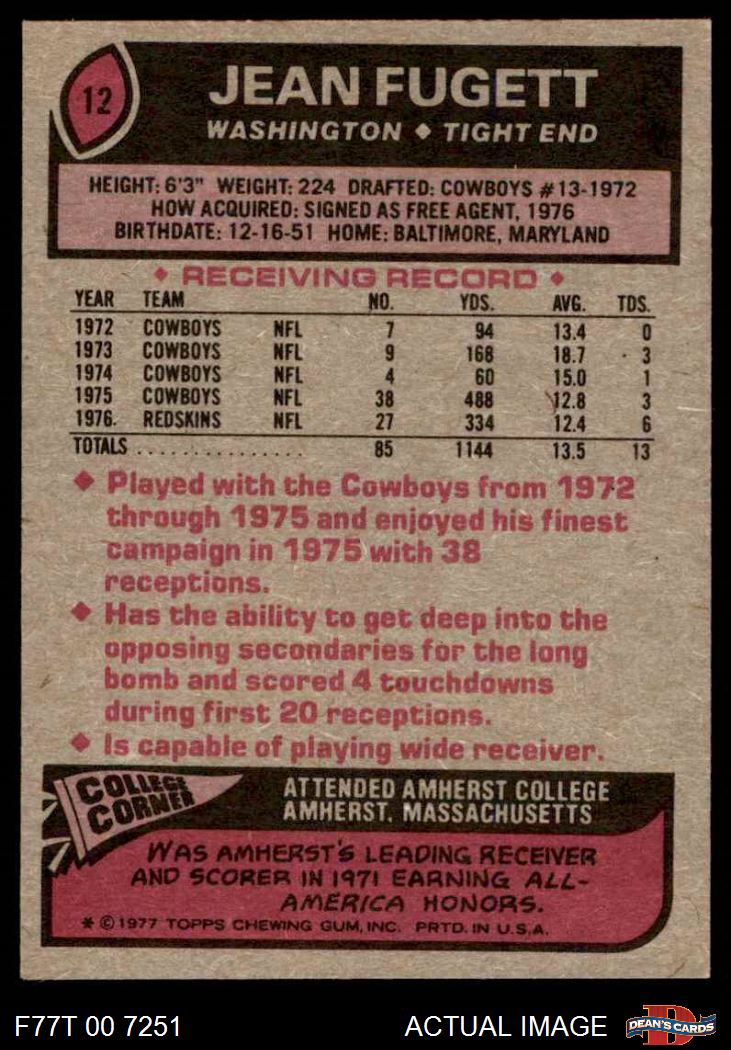 12
JEAN FUGETT
WASHINGTON ◆ TIGHT END
HEIGHT: 6'3" WEIGHT: 224 DRAFTED: COWBOYS #13-1972
HOW ACQUIRED: SIGNED AS FREE AGENT, 1976
BIRTHDATE: 12-16-51 HOME: BALTIMORE, MARYLAND
◆ RECEIVING RECORD ◆
YEAR TEAM NO. YDS. AVG. TDS.
1972 COWBOYS NFL 7 94 13.4 0
1973 COWBOYS NFL 9 168 18.7 3
1974 COWBOYS NFL 4 60 15.0 1
1975 COWBOYS NFL 38 488 12.8 3
1976. REDSKINS NFL 27 334 12.4 6
TOTALS . . . . . . . . . . . . . . . 85 1144 13.5 13
◆ Played with the Cowboys from 1972
through 1975 and enjoyed his finest
campaign in 1975 with 38
receptions.
◆ Has the ability to get deep into the
opposing secondaries for the long
bomb and scored 4 touchdowns
during first 20 receptions.
◆ Is capable of playing wide receiver.
COLLEGE
CORNER
ATTENDED AMHERST COLLEGE
AMHERST, MASSACHUSETTS
WAS AMHERST'S LEADING RECEIVER
AND SCORER IN 1971 EARNING ALL-
AMERICA HONORS.
* © 1977 TOPPS CHEWING GUM, INC. PRTD. IN U.S.A.
F77T 00 7251 ACTUAL IMAGE DEAN'S CARDS